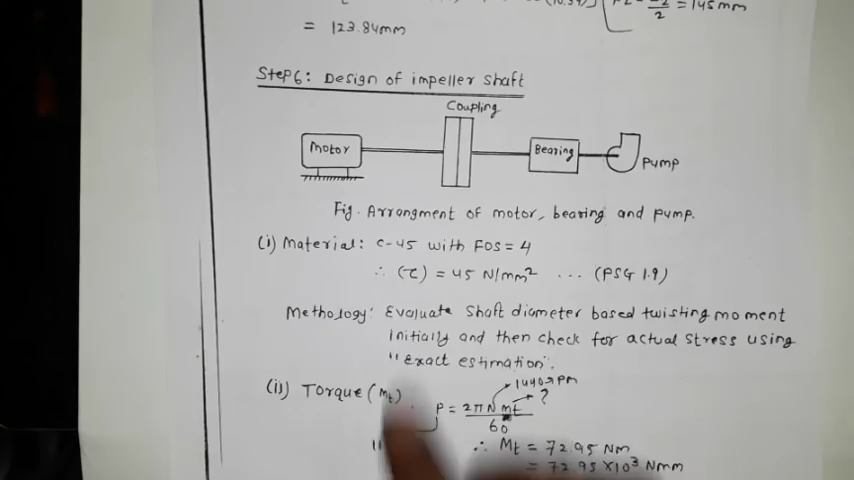 = 145mm
2
= 123.84mm
Step6: Design of impeller shaft
Coupling
Motor
Bearing
Pump
Fig. Arrangment of motor, bearing and pump.
(i) Material: C-45 with FOS = 4
∴ (τ) = 45 N/mm² ... (PSG 1.9)
Methology: Evaluate shaft diameter based twisting moment
initially and then check for actual stress using
"exact estimation".
(ii) Torque (Mt)
1440rpm
P = 2πN mt ?
60
∴ Mt = 72.95 Nm
= 72.95 x10³ Nmm